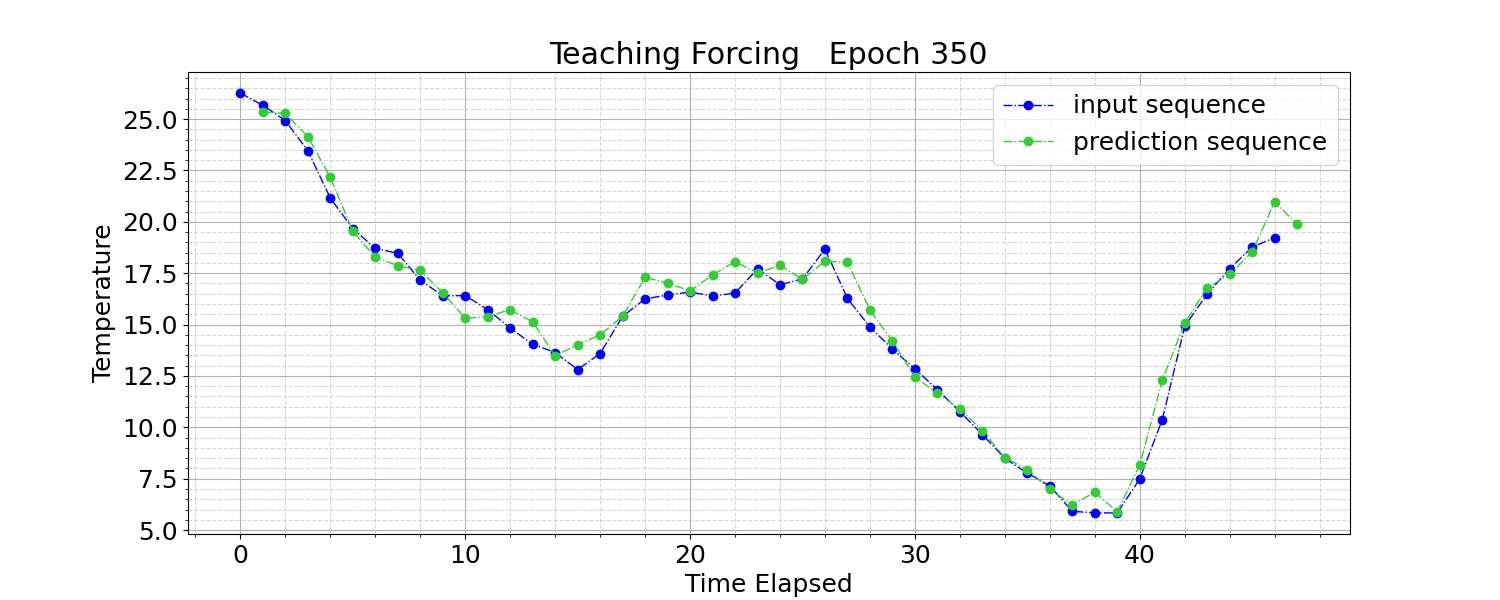 Teaching Forcing   Epoch 350
input sequence
prediction sequence
Temperature
25.0
22.5
20.0
17.5
15.0
12.5
10.0
7.5
5.0
0 10 20 30 40
Time Elapsed